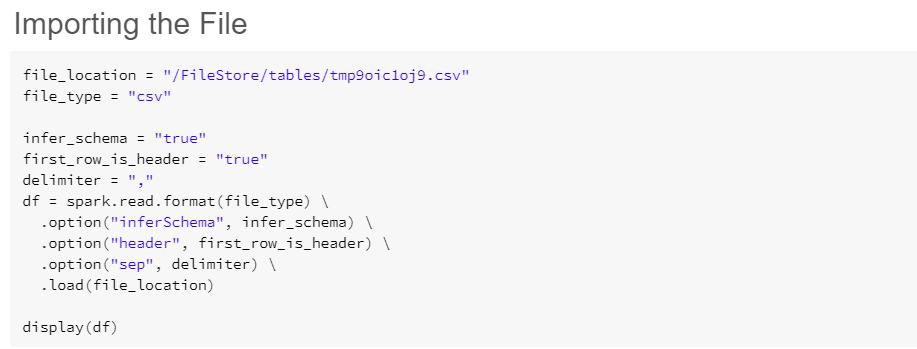 Importing the File
file_location = "/FileStore/tables/tmp9oic1oj9.csv"
file_type = "csv"
infer_schema = "true"
first_row_is_header = "true"
delimiter = ","
df = spark.read.format(file_type) \
  .option("inferSchema", infer_schema) \
  .option("header", first_row_is_header) \
  .option("sep", delimiter) \
  .load(file_location)
display(df)